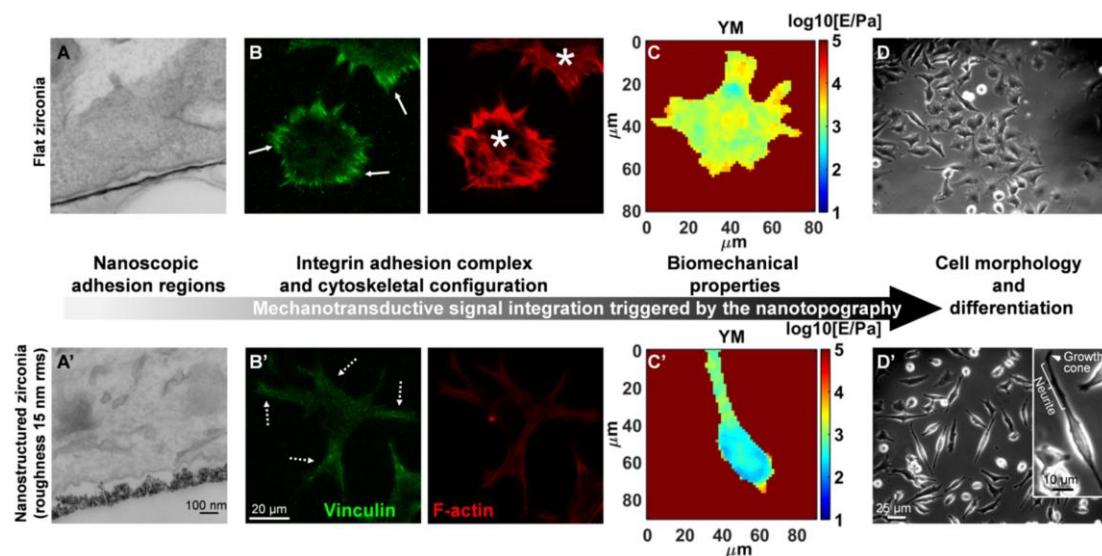 log10[E/Pa]
YM
A
B
*
*
C
D
Flat zirconia
0
20
40
60
80
μm
0 20 40 60 80
μm
5
4
3
2
1
Nanoscopic
adhesion regions
Integrin adhesion complex
and cytoskeletal configuration
Biomechanical
properties
Cell morphology
and
differentiation
Mechanotransductive signal integration triggered by the nanotopography
log10[E/Pa]
YM
A'
B'
C'
D'
Nanostructured zirconia
(roughness 15 nm rms)
100 nm
20 μm
Vinculin
F-actin
0
20
40
60
80
μm
0 20 40 60 80
μm
5
4
3
2
1
Growth
cone
Neurite
10 μm
25 μm